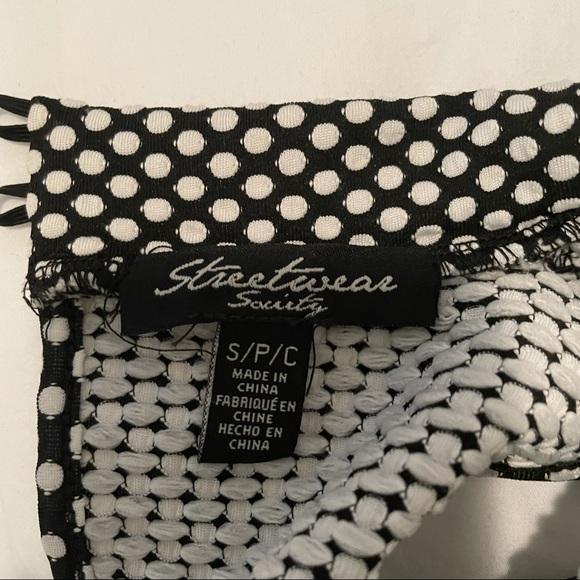 Streetwear
Society
S/P/C
MADE IN
CHINA
FABRIQUÉ EN
CHINE
HECHO EN
CHINA